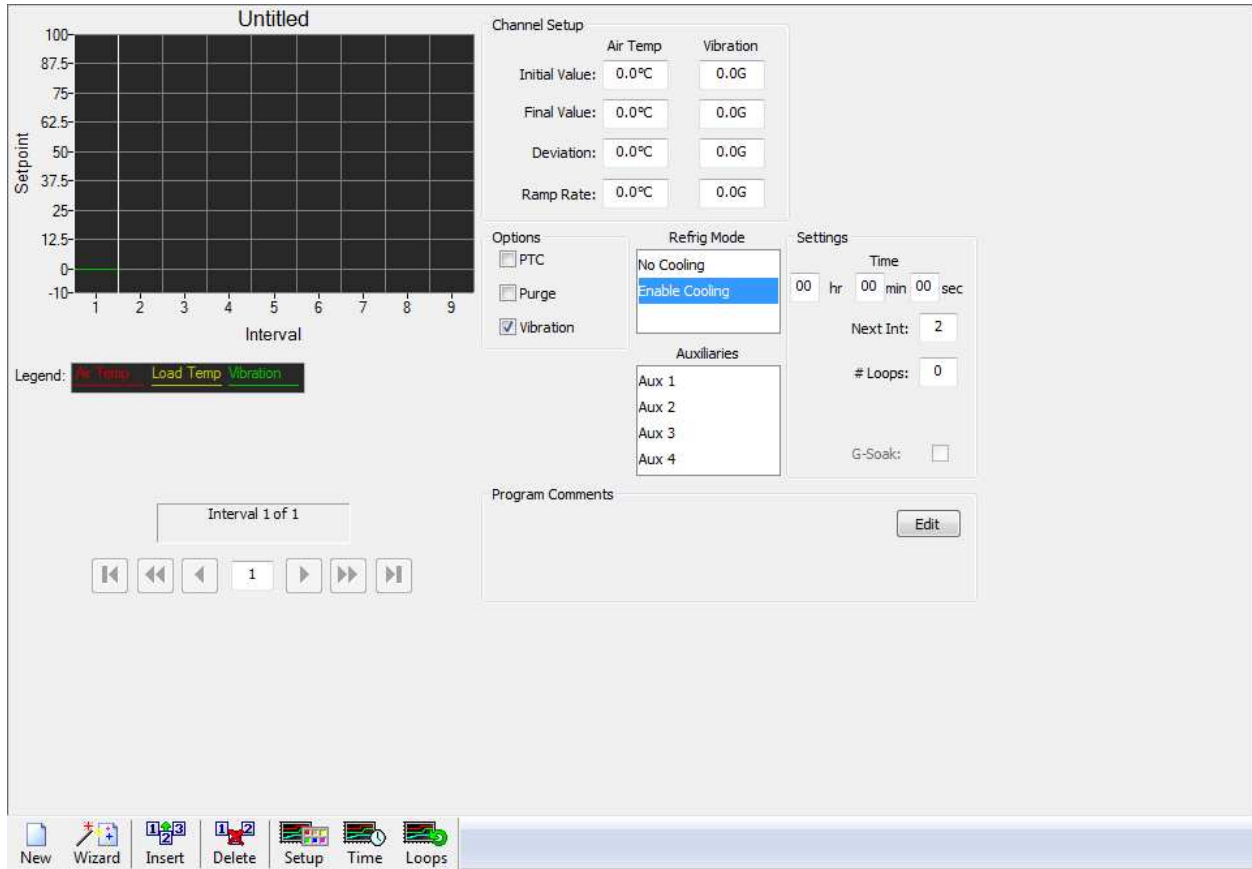 Untitled
100
87.5
75
62.5
50
37.5
25
12.5
0
-10
Setpoint
1 2 3 4 5 6 7 8 9
Interval
Legend: Air Temp Load Temp Vibration
Interval 1 of 1
1
Channel Setup
Air Temp Vibration
Initial Value: 0.0°C 0.0G
Final Value: 0.0°C 0.0G
Deviation: 0.0°C 0.0G
Ramp Rate: 0.0°C 0.0G
Options
PTC
Purge
Vibration
Refrig Mode
No Cooling
Enable Cooling
Auxiliaries
Aux 1
Aux 2
Aux 3
Aux 4
Settings
Time
00 hr 00 min 00 sec
Next Int: 2
# Loops: 0
G-Soak:
Program Comments
Edit
New Wizard Insert Delete Setup Time Loops